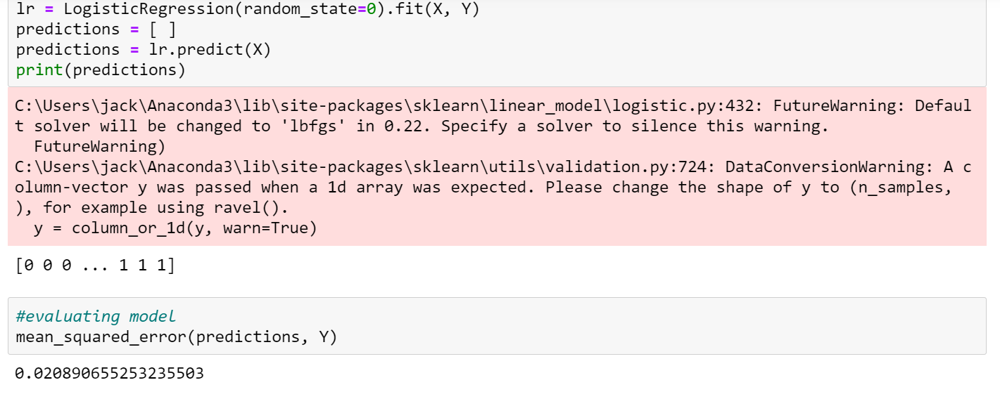 lr = LogisticRegression(random_state=0).fit(X, Y)
predictions = [ ]
predictions = lr.predict(X)
print(predictions)
C:\Users\jack\Anaconda3\lib\site-packages\sklearn\linear_model\logistic.py:432: FutureWarning: Defaul
t solver will be changed to 'lbfgs' in 0.22. Specify a solver to silence this warning.
  FutureWarning)
C:\Users\jack\Anaconda3\lib\site-packages\sklearn\utils\validation.py:724: DataConversionWarning: A c
olumn-vector y was passed when a 1d array was expected. Please change the shape of y to (n_samples,
), for example using ravel().
  y = column_or_1d(y, warn=True)
[0 0 0 ... 1 1 1]
#evaluating model
mean_squared_error(predictions, Y)
0.020890655253235503